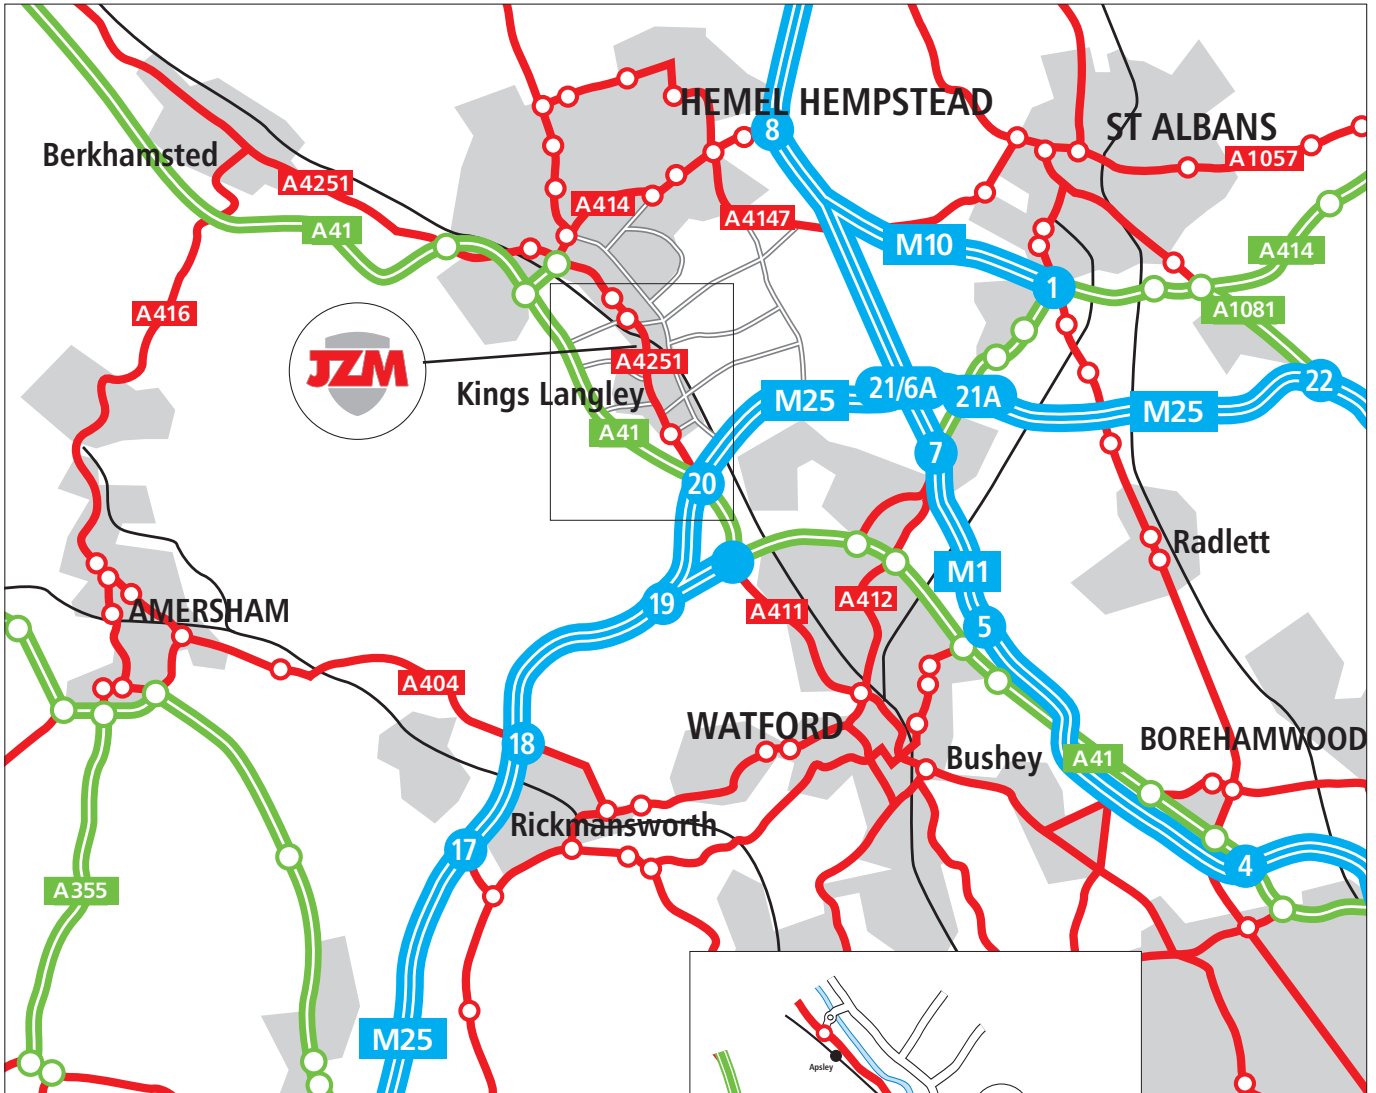 HEMEL HEMPSTEAD
8
ST ALBANS
Berkhamsted
A1057
A4251
A414
A4147
A41
M10
A414
1
A416
A1081
JZM
A4251
Kings Langley
M25
21/6A
21A
M25
22
A41
7
20
Radlett
M1
A411
A412
19
AMERSHAM
5
A404
WATFORD
18
BOREHAMWOOD
Bushey
A41
Rickmansworth
17
4
A355
M25
Apsley